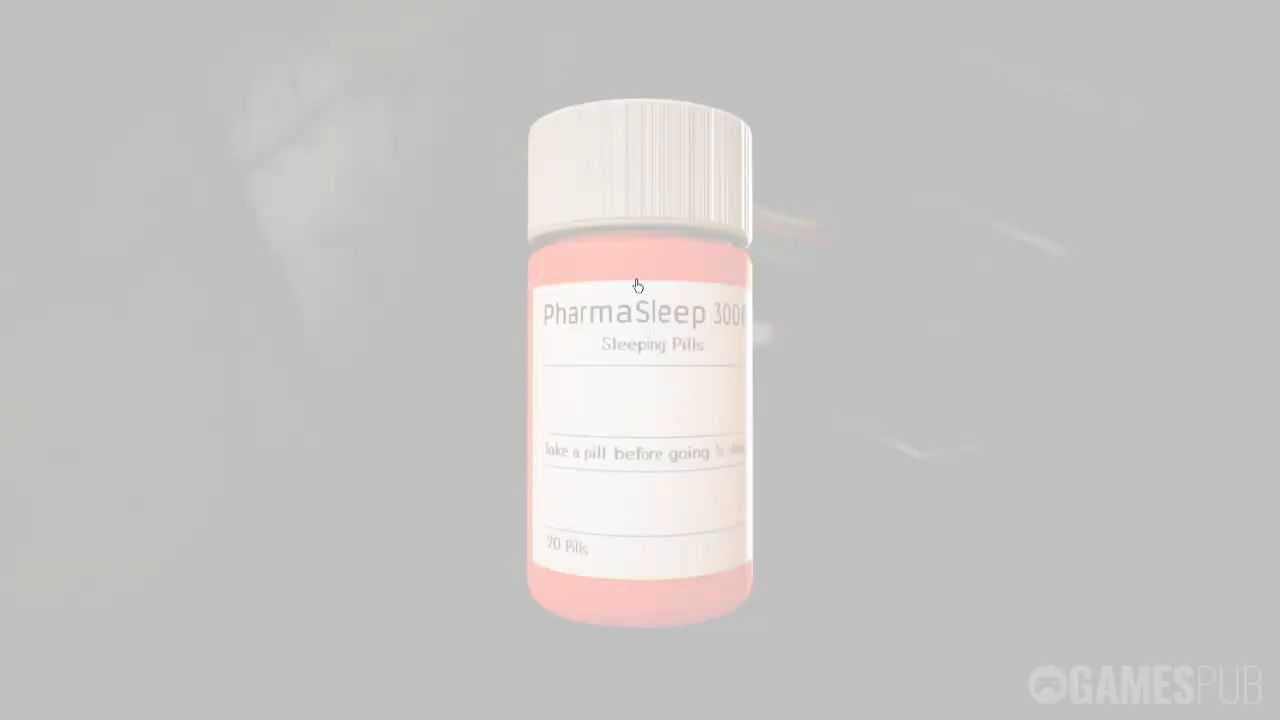 PharmaSleep 300
Sleeping Pills
Take a pill before going to
20 Pills
GAMESPUB